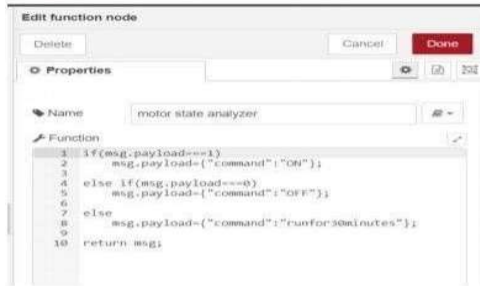 Edit function node
Delete Cancel Done
Properties
Name motor state analyzer
Function
1 if(msg.payload===1)
2 msg.payload={"command":"ON"};
3
4 else if(msg.payload===0)
5 msg.payload={"command":"OFF"};
6
7 else
8 msg.payload={"command":"runfor30minutes"};
9
10 return msg;